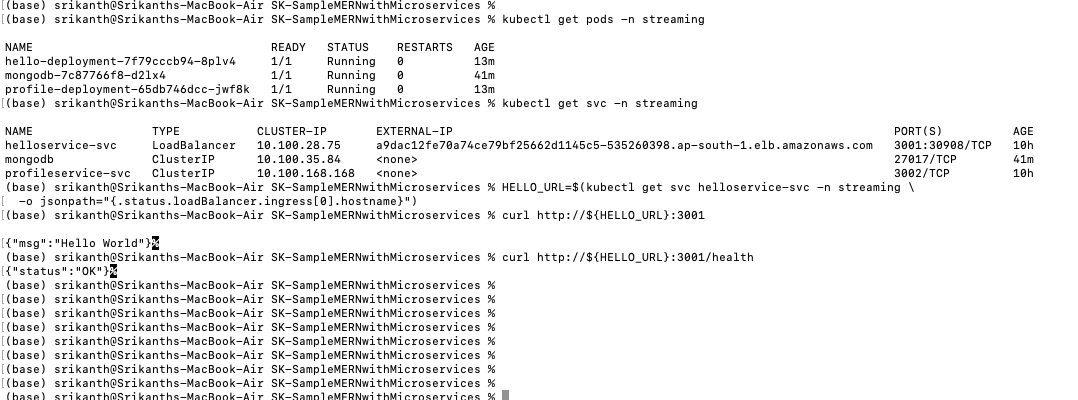 (base) srikanth@Srikanths-MacBook-Air SK-SampleMERNwithMicroservices %
[(base) srikanth@Srikanths-MacBook-Air SK-SampleMERNwithMicroservices % kubectl get pods -n streaming
NAME READY STATUS RESTARTS AGE
hello-deployment-7f79cccb94-8plv4 1/1 Running 0 13m
mongodb-7c87766f8-d2lx4 1/1 Running 0 41m
profile-deployment-65db746dcc-jwf8k 1/1 Running 0 13m
[(base) srikanth@Srikanths-MacBook-Air SK-SampleMERNwithMicroservices % kubectl get svc -n streaming
NAME TYPE CLUSTER-IP EXTERNAL-IP PORT(S) AGE
helloservice-svc LoadBalancer 10.100.28.75 a9dac12fe70a74ce79bf25662d1145c5-535260398.ap-south-1.elb.amazonaws.com 3001:30908/TCP 10h
mongodb ClusterIP 10.100.35.84 <none> 27017/TCP 41m
profileservice-svc ClusterIP 10.100.168.168 <none> 3002/TCP 10h
(base) srikanth@Srikanths-MacBook-Air SK-SampleMERNwithMicroservices % HELLO_URL=$(kubectl get svc helloservice-svc -n streaming \
[ -o jsonpath="{.status.loadBalancer.ingress[0].hostname}")
[(base) srikanth@Srikanths-MacBook-Air SK-SampleMERNwithMicroservices % curl http://${HELLO_URL}:3001
[{"msg":"Hello World"}%
(base) srikanth@Srikanths-MacBook-Air SK-SampleMERNwithMicroservices % curl http://${HELLO_URL}:3001/health
[{"status":"OK"}%
(base) srikanth@Srikanths-MacBook-Air SK-SampleMERNwithMicroservices %
[(base) srikanth@Srikanths-MacBook-Air SK-SampleMERNwithMicroservices %
[(base) srikanth@Srikanths-MacBook-Air SK-SampleMERNwithMicroservices %
[(base) srikanth@Srikanths-MacBook-Air SK-SampleMERNwithMicroservices %
[(base) srikanth@Srikanths-MacBook-Air SK-SampleMERNwithMicroservices %
[(base) srikanth@Srikanths-MacBook-Air SK-SampleMERNwithMicroservices %
[(base) srikanth@Srikanths-MacBook-Air SK-SampleMERNwithMicroservices %
[(base) srikanth@Srikanths-MacBook-Air SK-SampleMERNwithMicroservices %
(base) srikanth@Srikanths-MacBook-Air SK-SampleMERNwithMicroservices %